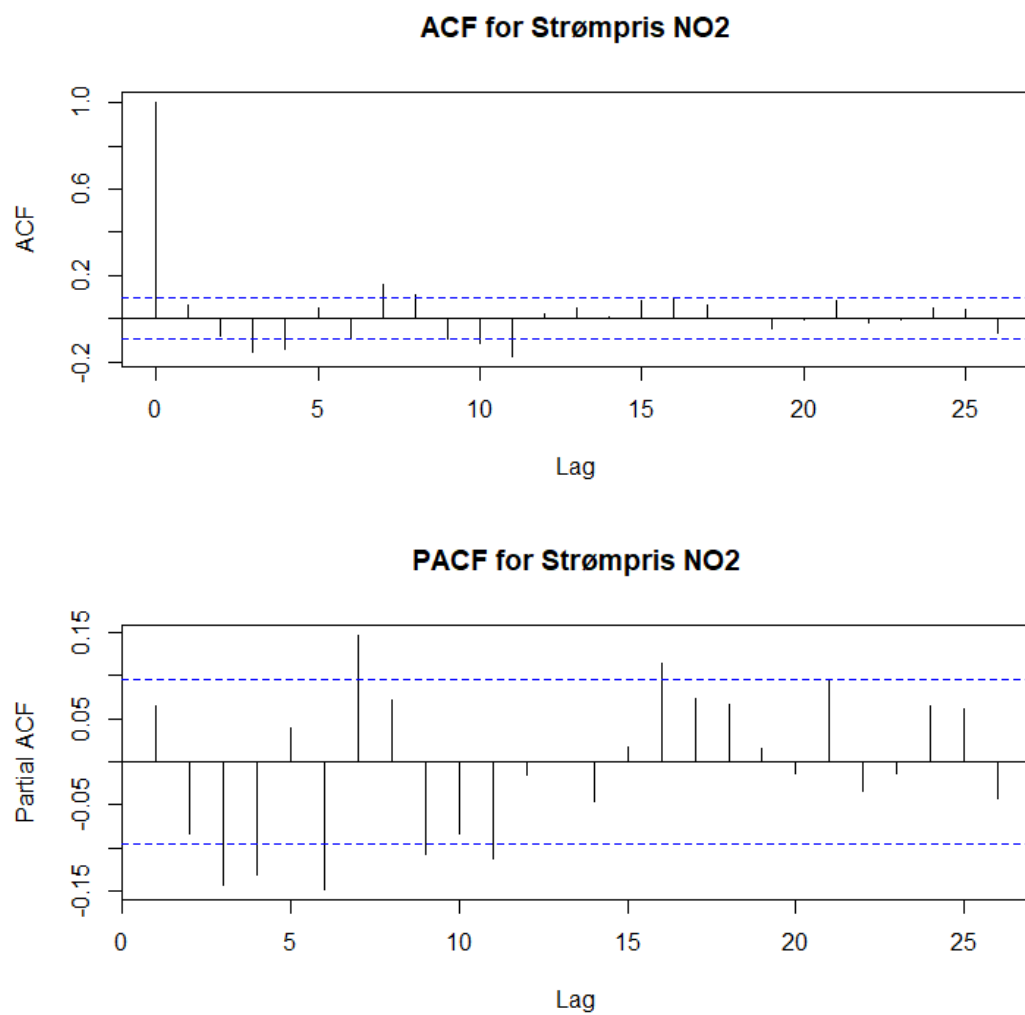 ACF for Strømpris NO2
ACF
1.0
0.6
0.2
-0.2
0 5 10 15 20 25
Lag
PACF for Strømpris NO2
Partial ACF
0.15
0.05
-0.05
-0.15
0 5 10 15 20 25
Lag